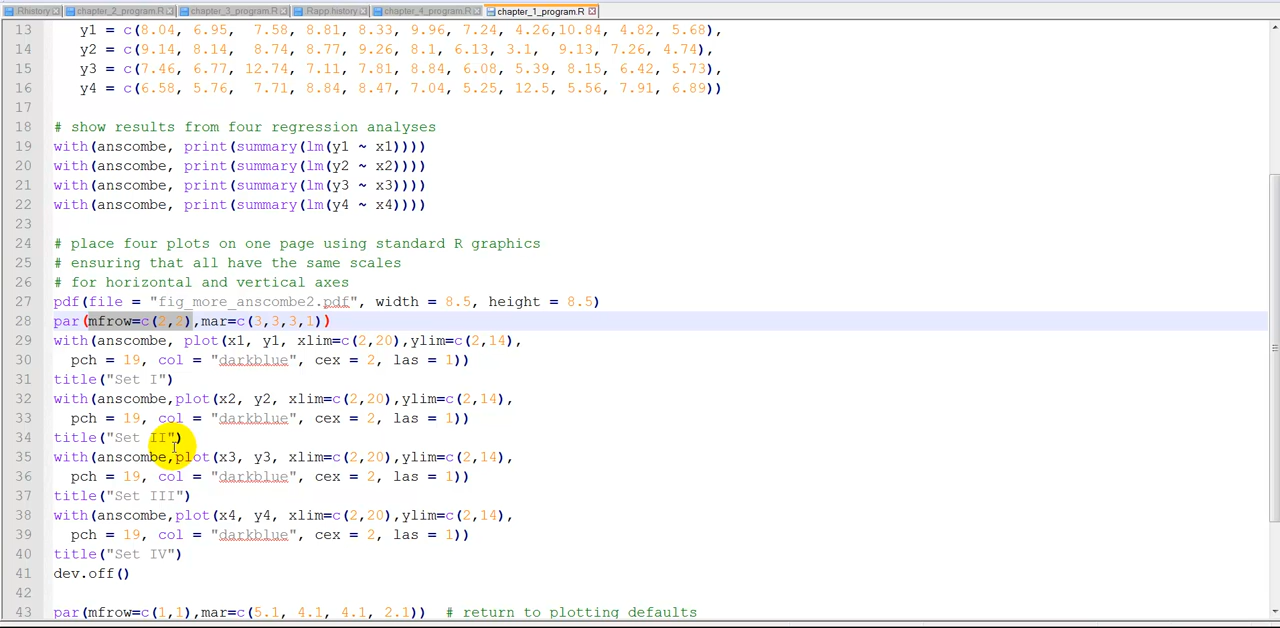 Rhistory chapter_2_program.R chapter_3_program.R Rapp.history chapter_4_program.R chapter_1_program.R
13 y1 = c(8.04, 6.95,  7.58, 8.81, 8.33, 9.96, 7.24, 4.26,10.84, 4.82, 5.68),
14 y2 = c(9.14, 8.14,  8.74, 8.77, 9.26, 8.1, 6.13, 3.1,  9.13, 7.26, 4.74),
15 y3 = c(7.46, 6.77, 12.74, 7.11, 7.81, 8.84, 6.08, 5.39, 8.15, 6.42, 5.73),
16 y4 = c(6.58, 5.76,  7.71, 8.84, 8.47, 7.04, 5.25, 12.5, 5.56, 7.91, 6.89))
17
18 # show results from four regression analyses
19 with(anscombe, print(summary(lm(y1 ~ x1))))
20 with(anscombe, print(summary(lm(y2 ~ x2))))
21 with(anscombe, print(summary(lm(y3 ~ x3))))
22 with(anscombe, print(summary(lm(y4 ~ x4))))
23
24 # place four plots on one page using standard R graphics
25 # ensuring that all have the same scales
26 # for horizontal and vertical axes
27 pdf(file = "fig_more_anscombe2.pdf", width = 8.5, height = 8.5)
28 par(mfrow=c(2,2),mar=c(3,3,3,1))
29 with(anscombe, plot(x1, y1, xlim=c(2,20),ylim=c(2,14),
30 pch = 19, col = "darkblue", cex = 2, las = 1))
31 title("Set I")
32 with(anscombe,plot(x2, y2, xlim=c(2,20),ylim=c(2,14),
33 pch = 19, col = "darkblue", cex = 2, las = 1))
34 title("Set II")
35 with(anscombe,plot(x3, y3, xlim=c(2,20),ylim=c(2,14),
36 pch = 19, col = "darkblue", cex = 2, las = 1))
37 title("Set III")
38 with(anscombe,plot(x4, y4, xlim=c(2,20),ylim=c(2,14),
39 pch = 19, col = "darkblue", cex = 2, las = 1))
40 title("Set IV")
41 dev.off()
42
43 par(mfrow=c(1,1),mar=c(5.1, 4.1, 4.1, 2.1))  # return to plotting defaults